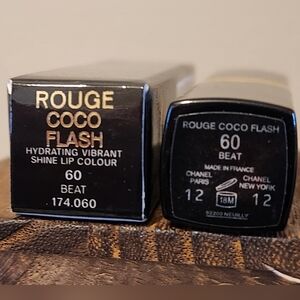 ROUGE
COCO
FLASH
HYDRATING VIBRANT
SHINE LIP COLOUR
60
BEAT
174.060
ROUGE COCO FLASH
60
BEAT
MADE IN FRANCE
CHANEL
PARIS
CHANEL
NEW YORK
12
18M
12
92200 NEUILLY